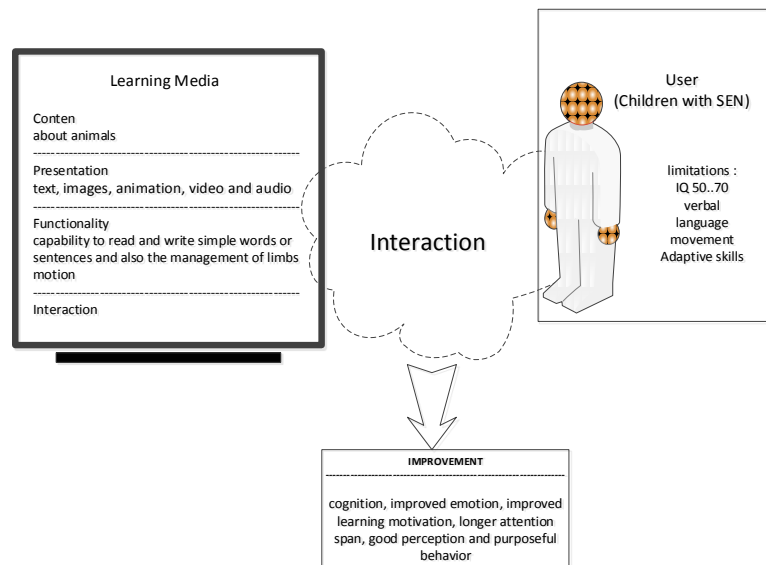 Learning Media
Conten
about animals
------------------------------------------------------------
Presentation
text, images, animation, video and audio
------------------------------------------------------------
Functionality
capability to read and write simple words or
sentences and also the management of limbs
motion
------------------------------------------------------------
Interaction
Interaction
User
(Children with SEN)
limitations :
IQ 50..70
verbal
language
movement
Adaptive skills
IMPROVEMENT
------------------------------------------------------------
cognition, improved emotion, improved
learning motivation, longer attention
span, good perception and purposeful
behavior